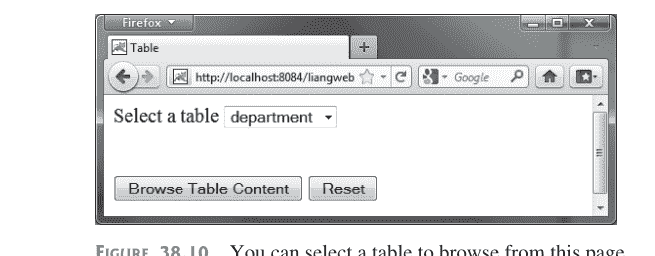 Firefox
Table
http://localhost:8084/liangweb
Google
Select a table department
Browse Table Content Reset
FIGURE 38.10 You can select a table to browse from this page